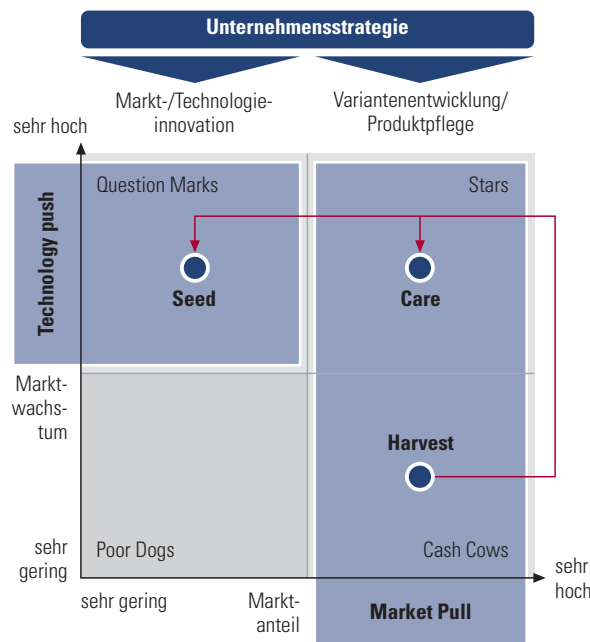 Unternehmensstrategie
Markt-/Technologie-
innovation
Variantenentwicklung/
Produktpflege
sehr hoch
Question Marks
Stars
Technology push
Seed
Care
Markt-
wachs-
tum
Harvest
sehr
gering
Poor Dogs
Cash Cows
sehr
hoch
sehr gering
Markt-
anteil
Market Pull